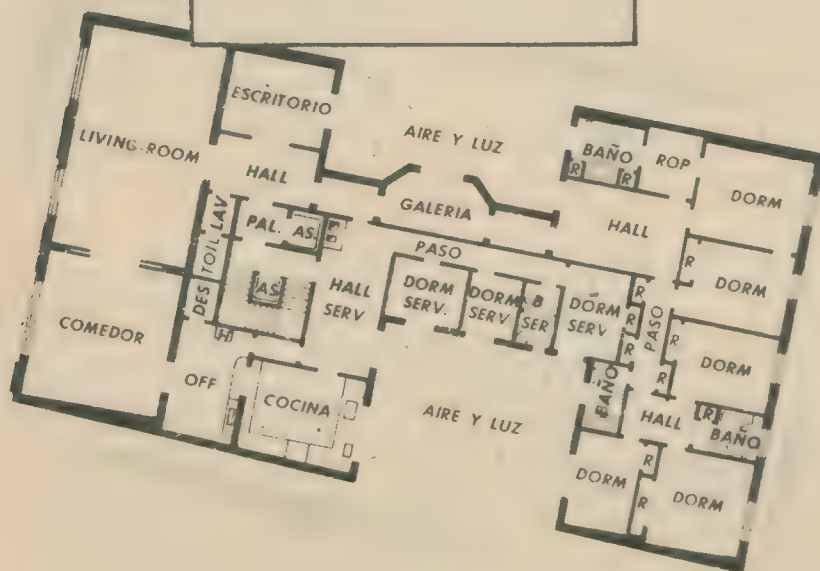 ESCRITORIO
LIVING-ROOM
AIRE Y LUZ
HALL
BAÑO
ROP
R
R
DORM
LAV
PAL.
AS.
GALERIA
HALL
TOIL
PASO
R
DORM
DES
AS.
HALL
SERV
DORM
SERV.
DORM
SERV
B
SER
DORM
SERV
R
R
R
PASO
R
DORM
COMEDOR
H
OFF
COCINA
AIRE Y LUZ
BAÑO
R
HALL
R
BAÑO
DORM
R
R
DORM